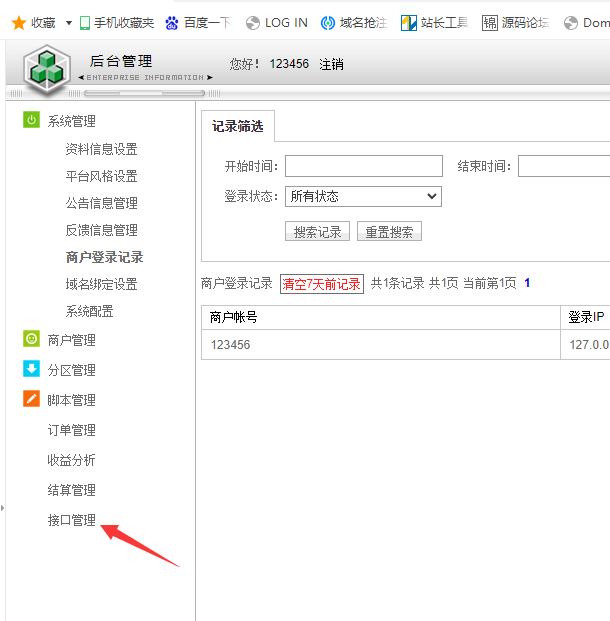 收藏 手机收藏夹 百度一下 LOG IN 域名抢注 站长工具 源码论坛 Dom
后台管理
ENTERPRISE INFORMATION
您好！ 123456 注销
系统管理
资料信息设置
平台风格设置
公告信息管理
反馈信息管理
商户登录记录
域名绑定设置
系统配置
商户管理
分区管理
脚本管理
订单管理
收益分析
结算管理
接口管理
记录筛选
开始时间： 结束时间：
登录状态： 所有状态
搜索记录 重置搜索
商户登录记录 清空7天前记录 共1条记录 共1页 当前第1页 1
商户帐号 登录IP
123456 127.0.0